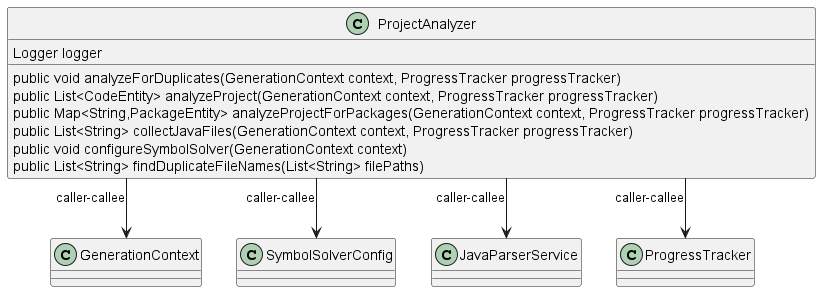 C ProjectAnalyzer
Logger logger
public void analyzeForDuplicates(GenerationContext context, ProgressTracker progressTracker)
public List<CodeEntity> analyzeProject(GenerationContext context, ProgressTracker progressTracker)
public Map<String,PackageEntity> analyzeProjectForPackages(GenerationContext context, ProgressTracker progressTracker)
public List<String> collectJavaFiles(GenerationContext context, ProgressTracker progressTracker)
public void configureSymbolSolver(GenerationContext context)
public List<String> findDuplicateFileNames(List<String> filePaths)
caller-callee caller-callee caller-callee caller-callee
C GenerationContext C SymbolSolverConfig C JavaParserService C ProgressTracker